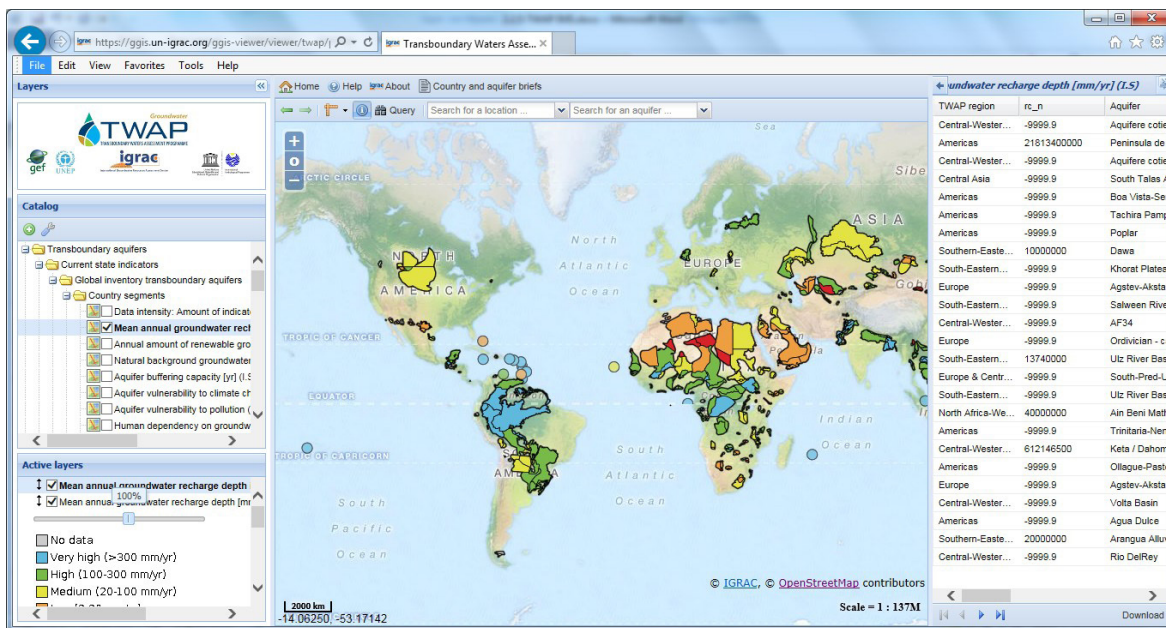 https://ggis.un-igrac.org/ggis-viewer/viewer/twap/
Transboundary Waters Asse...
File Edit View Favorites Tools Help
Layers
Groundwater
TWAP
TRANSBOUNDARY WATERS ASSESSMENT PROGRAMME
gef
UNEP
igrac
Catalog
Transboundary aquifers
Current state indicators
Global inventory transboundary aquifers
Country segments
Data intensity: Amount of indicat
Mean annual groundwater rech
Annual amount of renewable gro
Natural background groundwater
Aquifer buffering capacity [yr] (I.S
Aquifer vulnerability to climate ch
Aquifer vulnerability to pollution (
Human dependency on groundw
Active layers
Mean annual groundwater recharge depth
100%
Mean annual groundwater recharge depth [mm
No data
Very high (>300 mm/yr)
High (100-300 mm/yr)
Medium (20-100 mm/yr)
Home Help igrac About Country and aquifer briefs
Query Search for a location ... Search for an aquifer ...
Sea
ARCTIC CIRCLE
Sibe
ASIA
North
Atlantic
Ocean
NORTH
AMERICA
EUROPE
Gobi
TROPIC OF CANCER
EQUATOR
Indian
Ocean
TROPIC OF CAPRICORN
South
Atlantic
Ocean
South
Pacific
Ocean
© IGRAC, © OpenStreetMap contributors
2000 km
Scale = 1 : 137M
-14.06250, -53.17142
undwater recharge depth [mm/yr] (I.S)
TWAP region rc_n Aquifer
Central-Wester... -9999.9 Aquifere cotie
Americas 21813400000 Peninsula de
Central-Wester... -9999.9 Aquifere cotie
Central Asia -9999.9 South Talas A
Americas -9999.9 Boa Vista-Se
Americas -9999.9 Tachira Pamp
Americas -9999.9 Poplar
Southern-Easte... 10000000 Dawa
South-Eastern... -9999.9 Khorat Platea
Europe -9999.9 Agstev-Aksta
South-Eastern... -9999.9 Salween Rive
Central-Wester... -9999.9 AF34
Europe -9999.9 Ordivician - c
South-Eastern... 13740000 Ulz River Bas
Europe & Centr... -9999.9 South-Pred-U
South-Eastern... -9999.9 Ulz River Bas
North Africa-We... 40000000 Ain Beni Math
Americas -9999.9 Trinitaria-Nen
Central-Wester... 612146500 Keta / Dahom
Americas -9999.9 Ollague-Pasto
Europe -9999.9 Agstev-Aksta
Central-Wester... -9999.9 Volta Basin
Americas -9999.9 Agua Dulce
Southern-Easte... 20000000 Arangua Alluv
Central-Wester... -9999.9 Rio DelRey
Download